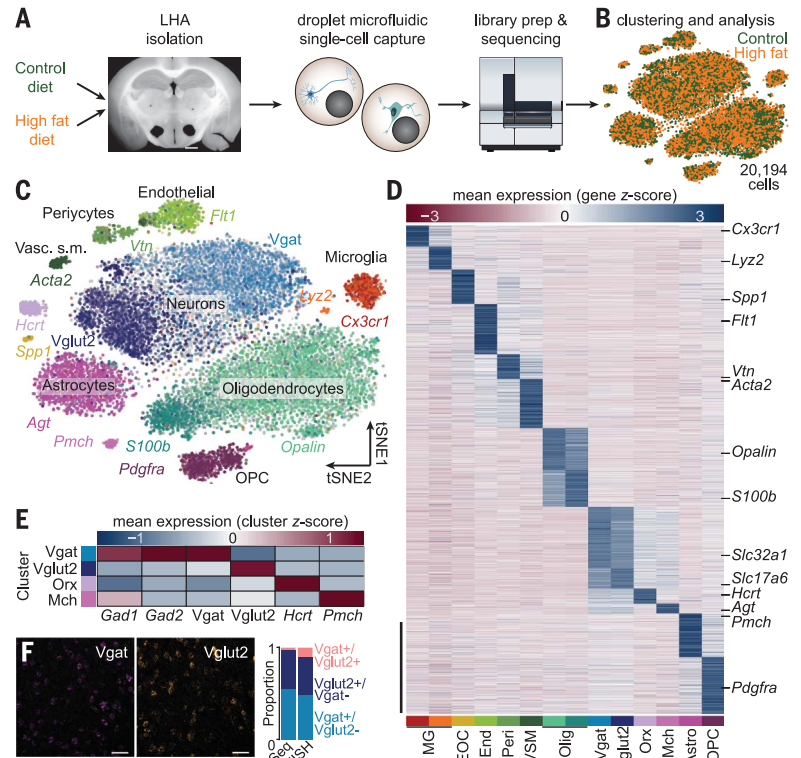 A
LHA
isolation
droplet microfluidic
single-cell capture
library prep &
sequencing
Control
diet
High fat
diet
B clustering and analysis
Control
High fat
20,194
cells
C
Endothelial
Flt1
Periycytes
Vtn
Vgat
Vasc. s.m.
Acta2
Microglia
Neurons
Lyz2
Hcrt
Cx3cr1
Spp1
Vglut2
Astrocytes
Oligodendrocytes
Agt
Pmch
S100b
Opalin
Pdgfra
OPC
tSNE1
tSNE2
D
mean expression (gene z-score)
−3 0 3
Cx3cr1
Lyz2
Spp1
Flt1
Vtn
Acta2
Opalin
S100b
Slc32a1
Slc17a6
Hcrt
Agt
Pmch
Pdgfra
MG
EOC
End
Peri
VSM
Olig
Vgat
glut2
Orx
Mch
Astro
OPC
E
mean expression (cluster z-score)
−1 0 1
Cluster
Vgat
Vglut2
Orx
Mch
Gad1 Gad2 Vgat Vglut2 Hcrt Pmch
F
Vgat
Vglut2
Proportion
1
0
Vgat+/
Vglut2+
Vglut2+/
Vgat-
Vgat+/
Vglut2-
Seq